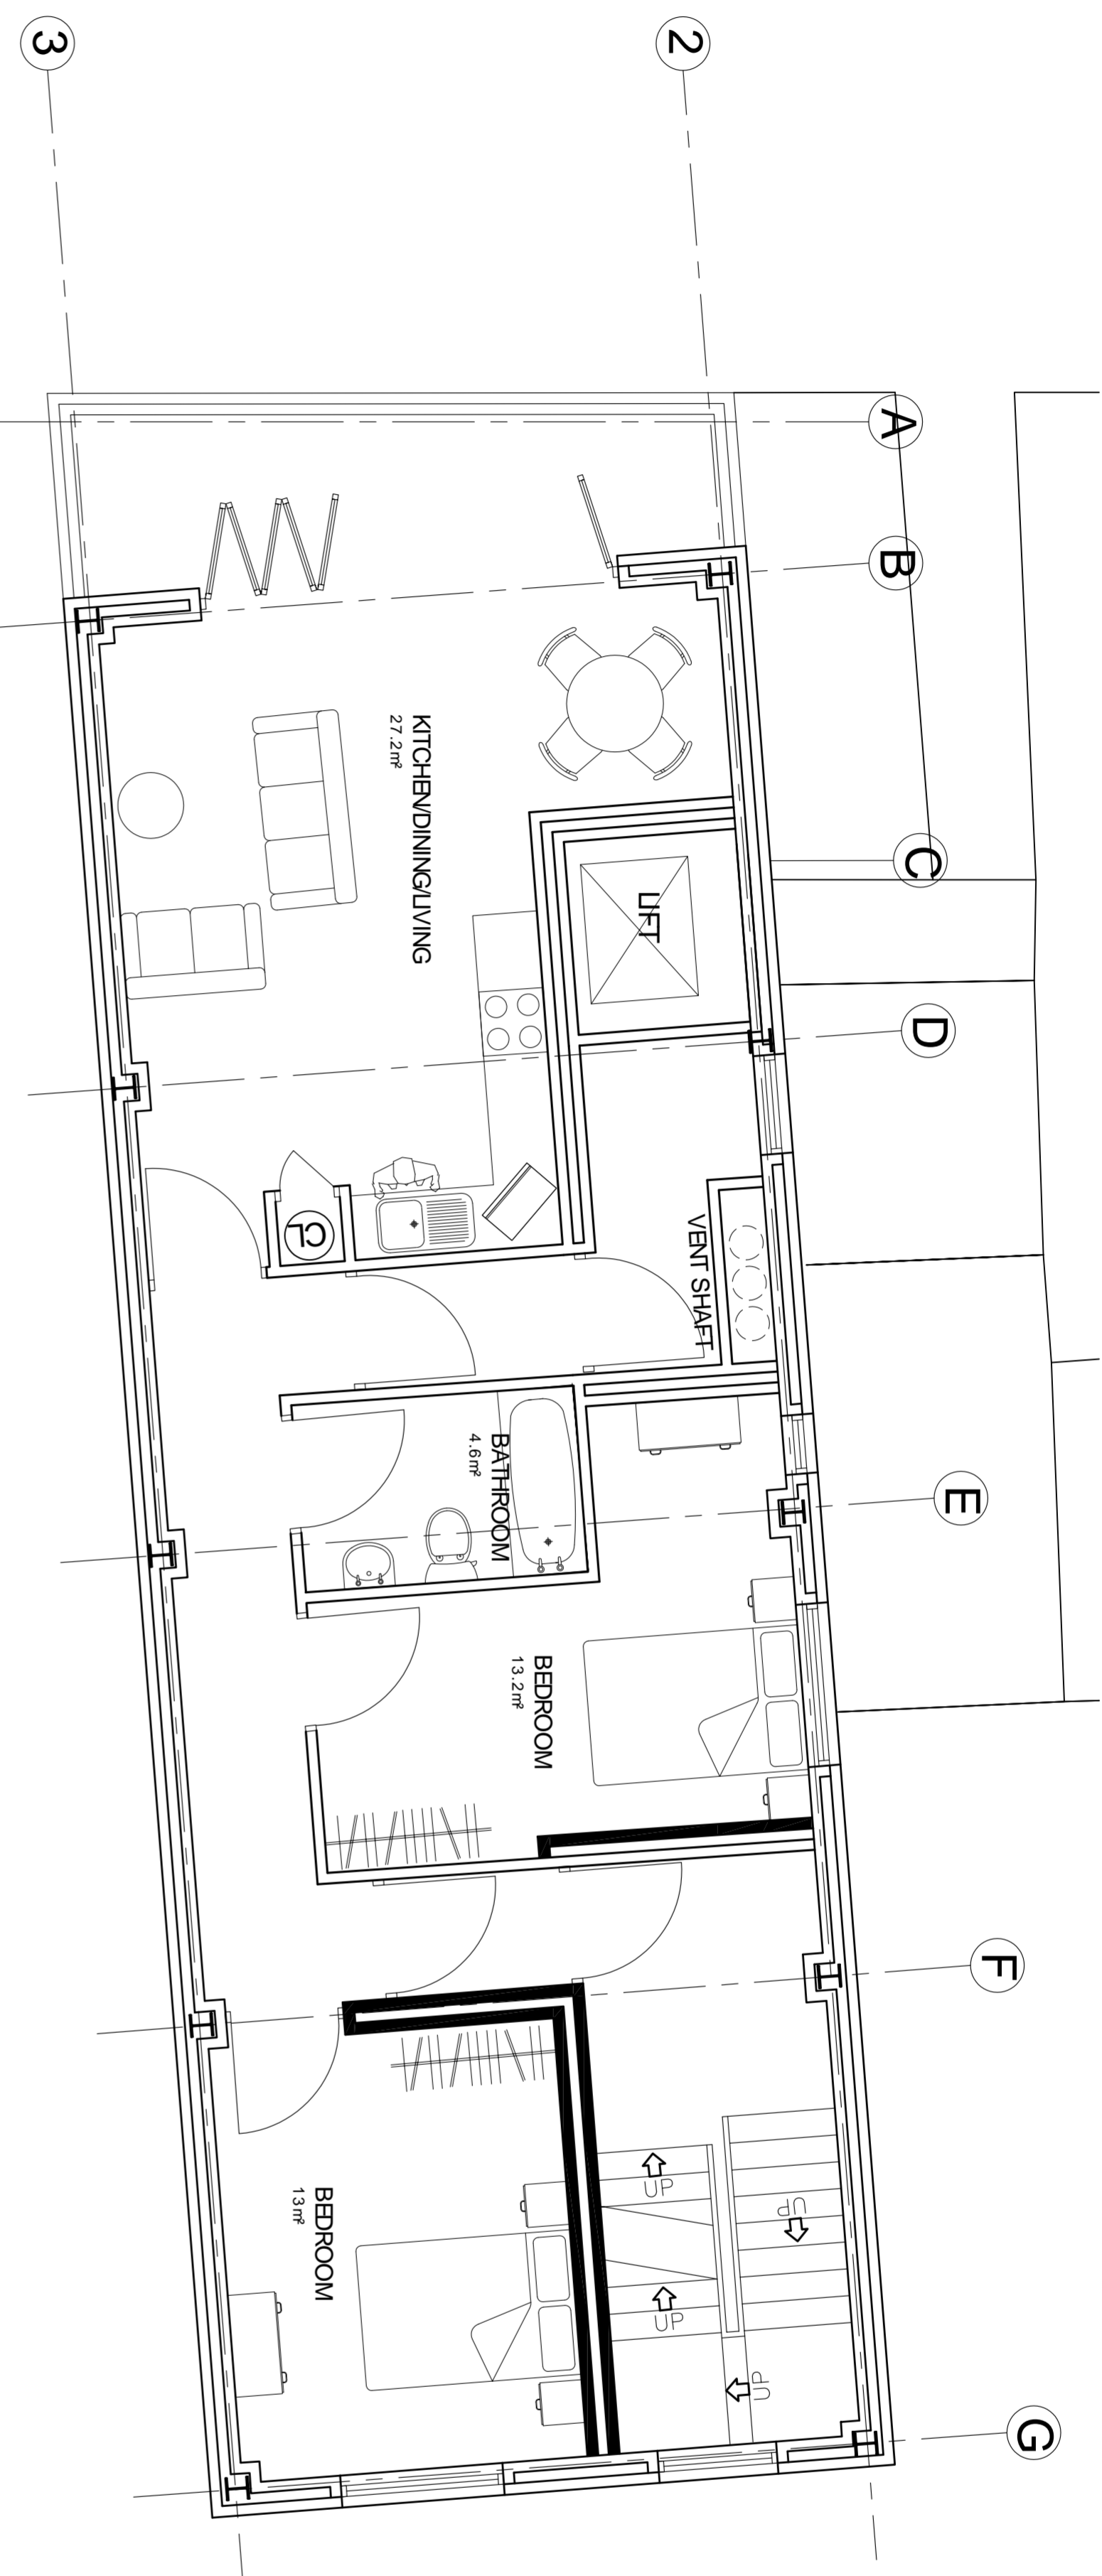 3
2
A
B
C
D
E
F
G
KITCHEN/DINING/LIVING
27.2m²
LIFT
VENT SHAFT
BATHROOM
4.6m²
BEDROOM
13.2m²
UP
UP
UP
UP
BEDROOM
13m²